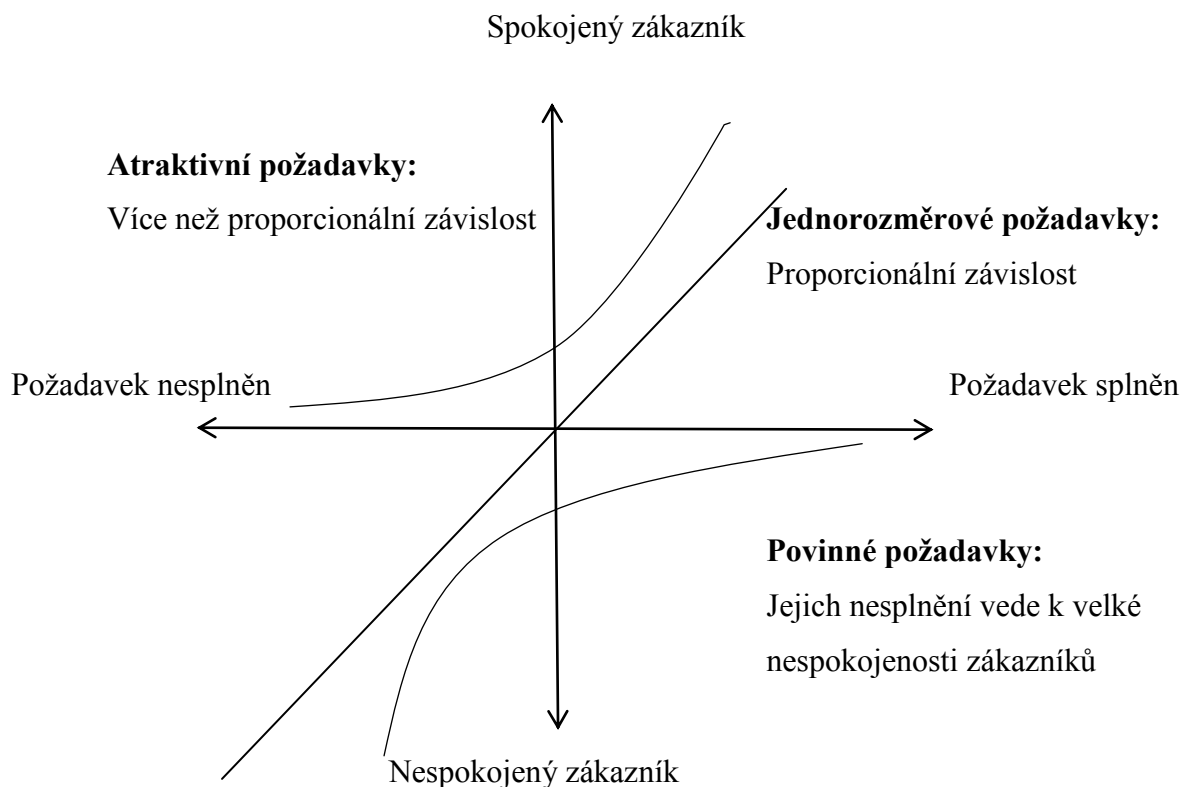 Spokojený zákazník
Atraktivní požadavky:
Více než proporcionální závislost
Jednorozměrové požadavky:
Proporcionální závislost
Požadavek nesplněn
Požadavek splněn
Povinné požadavky:
Jejich nesplnění vede k velké
nespokojenosti zákazníků
Nespokojený zákazník